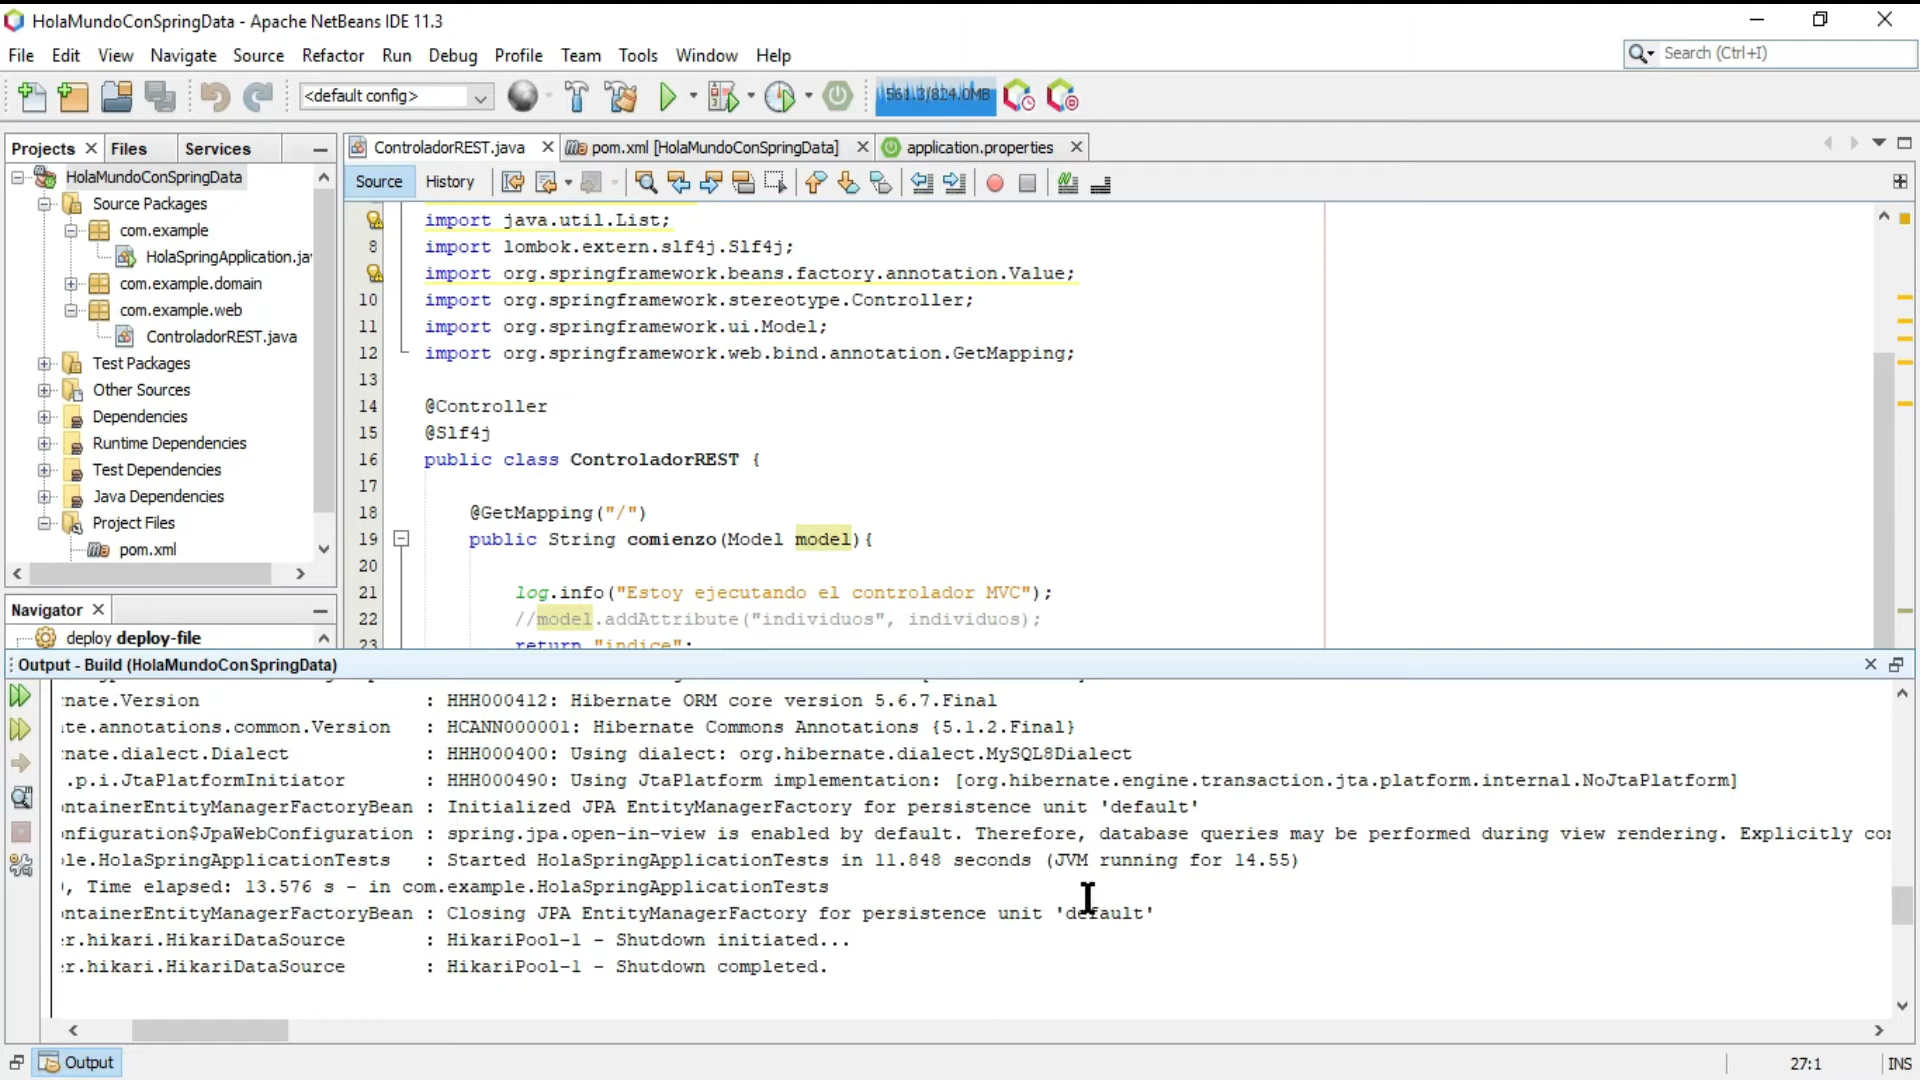 HolaMundoConSpringData - Apache NetBeans IDE 11.3
File Edit View Navigate Source Refactor Run Debug Profile Team Tools Window Help
Search (Ctrl+I)
<default config>
561.3/824.0MB
Projects Files Services
ControladorREST.java pom.xml [HolaMundoConSpringData] application.properties
Source History
HolaMundoConSpringData
Source Packages
com.example
HolaSpringApplication.ja
com.example.domain
com.example.web
ControladorREST.java
Test Packages
Other Sources
Dependencies
Runtime Dependencies
Test Dependencies
Java Dependencies
Project Files
pom.xml
Navigator
deploy deploy-file
import java.util.List;
8 import lombok.extern.slf4j.Slf4j;
import org.springframework.beans.factory.annotation.Value;
10 import org.springframework.stereotype.Controller;
11 import org.springframework.ui.Model;
12 import org.springframework.web.bind.annotation.GetMapping;
13
14 @Controller
15 @Slf4j
16 public class ControladorREST {
17
18 @GetMapping("/")
19 public String comienzo(Model model){
20
21 log.info("Estoy ejecutando el controlador MVC");
22 //model.addAttribute("individuos", individuos);
23 return "indice";
Output - Build (HolaMundoConSpringData)
nate.Version : HHH000412: Hibernate ORM core version 5.6.7.Final
te.annotations.common.Version : HCANN000001: Hibernate Commons Annotations {5.1.2.Final}
nate.dialect.Dialect : HHH000400: Using dialect: org.hibernate.dialect.MySQL8Dialect
.p.i.JtaPlatformInitiator : HHH000490: Using JtaPlatform implementation: [org.hibernate.engine.transaction.jta.platform.internal.NoJtaPlatform]
ntainerEntityManagerFactoryBean : Initialized JPA EntityManagerFactory for persistence unit 'default'
nfiguration$JpaWebConfiguration : spring.jpa.open-in-view is enabled by default. Therefore, database queries may be performed during view rendering. Explicitly co
le.HolaSpringApplicationTests : Started HolaSpringApplicationTests in 11.848 seconds (JVM running for 14.55)
, Time elapsed: 13.576 s - in com.example.HolaSpringApplicationTests
ntainerEntityManagerFactoryBean : Closing JPA EntityManagerFactory for persistence unit 'default'
r.hikari.HikariDataSource : HikariPool-1 - Shutdown initiated...
r.hikari.HikariDataSource : HikariPool-1 - Shutdown completed.
Output
27:1 INS